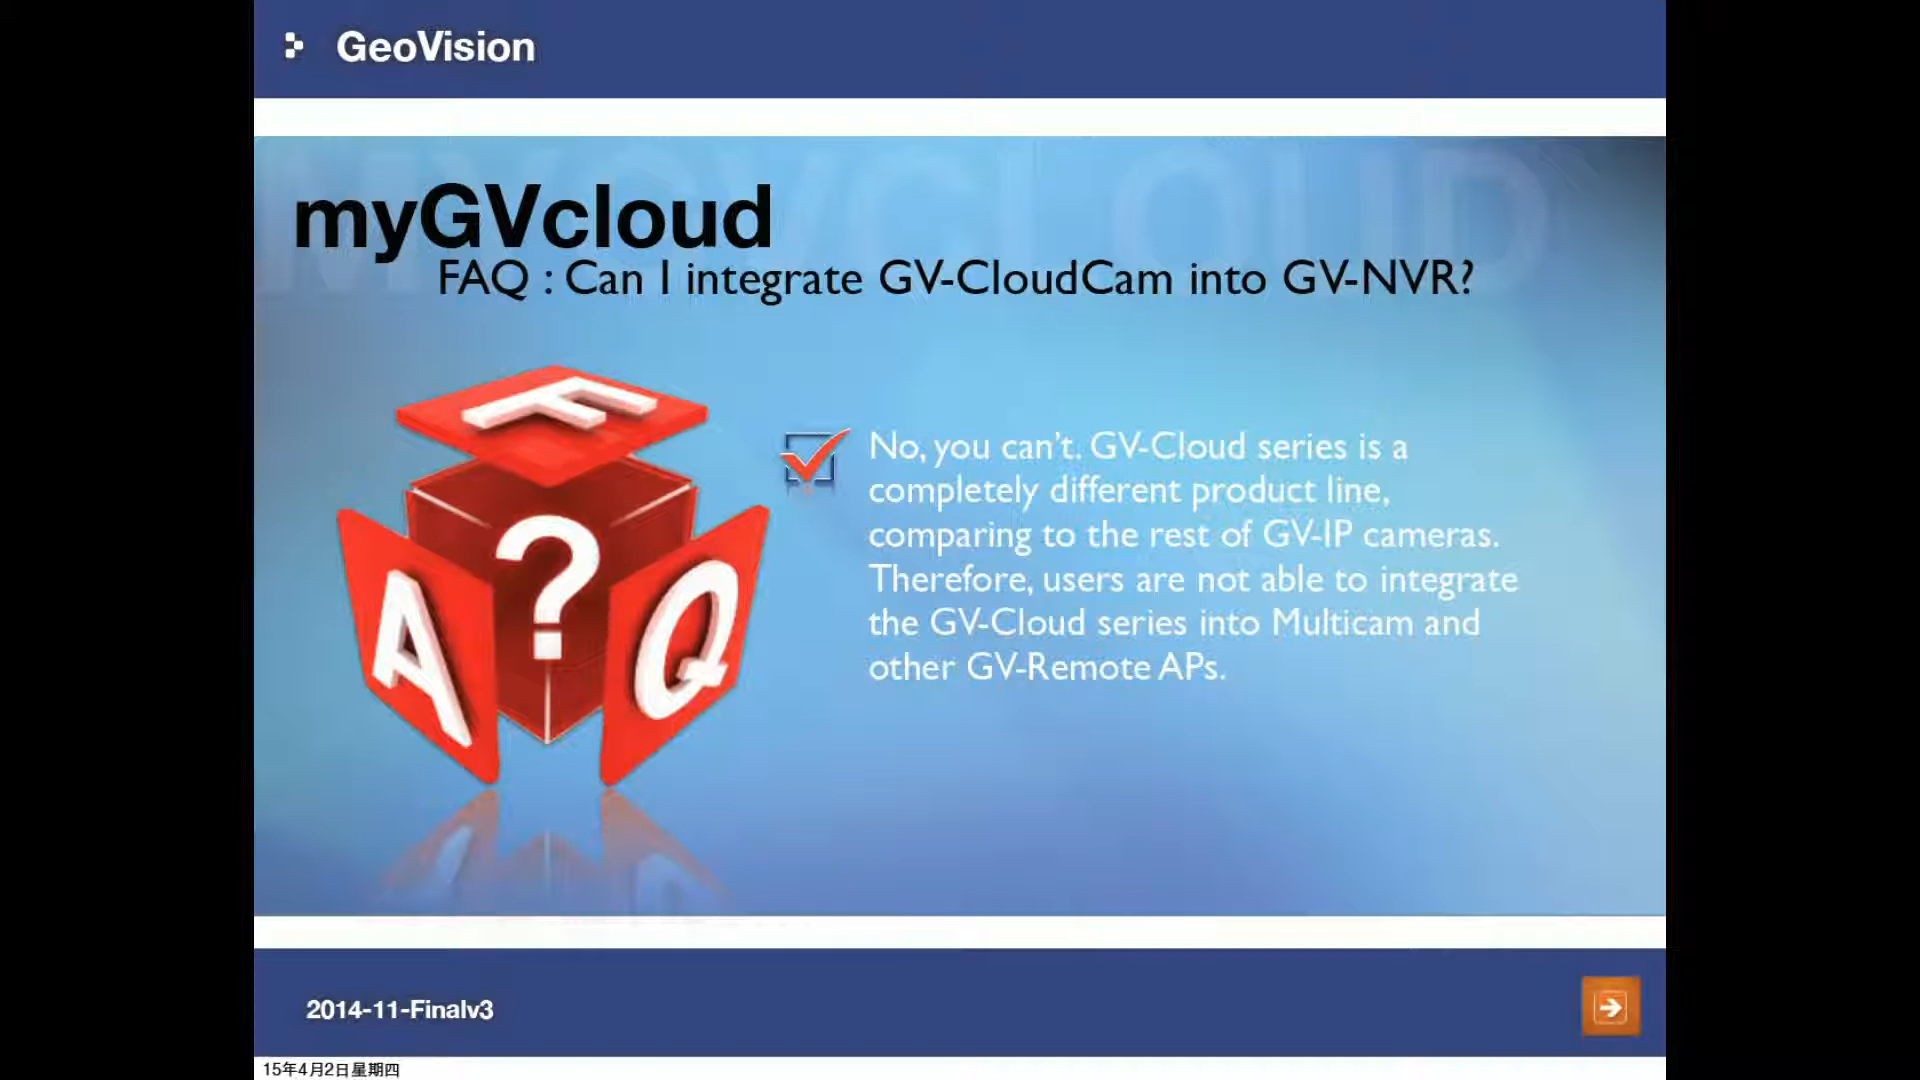 GeoVision
MYGVCLOUD
myGVcloud
FAQ : Can I integrate GV-CloudCam into GV-NVR?
F
A
?
Q
No, you can't. GV-Cloud series is a
completely different product line,
comparing to the rest of GV-IP cameras.
Therefore, users are not able to integrate
the GV-Cloud series into Multicam and
other GV-Remote APs.
2014-11-Finalv3
15年4月2日星期四